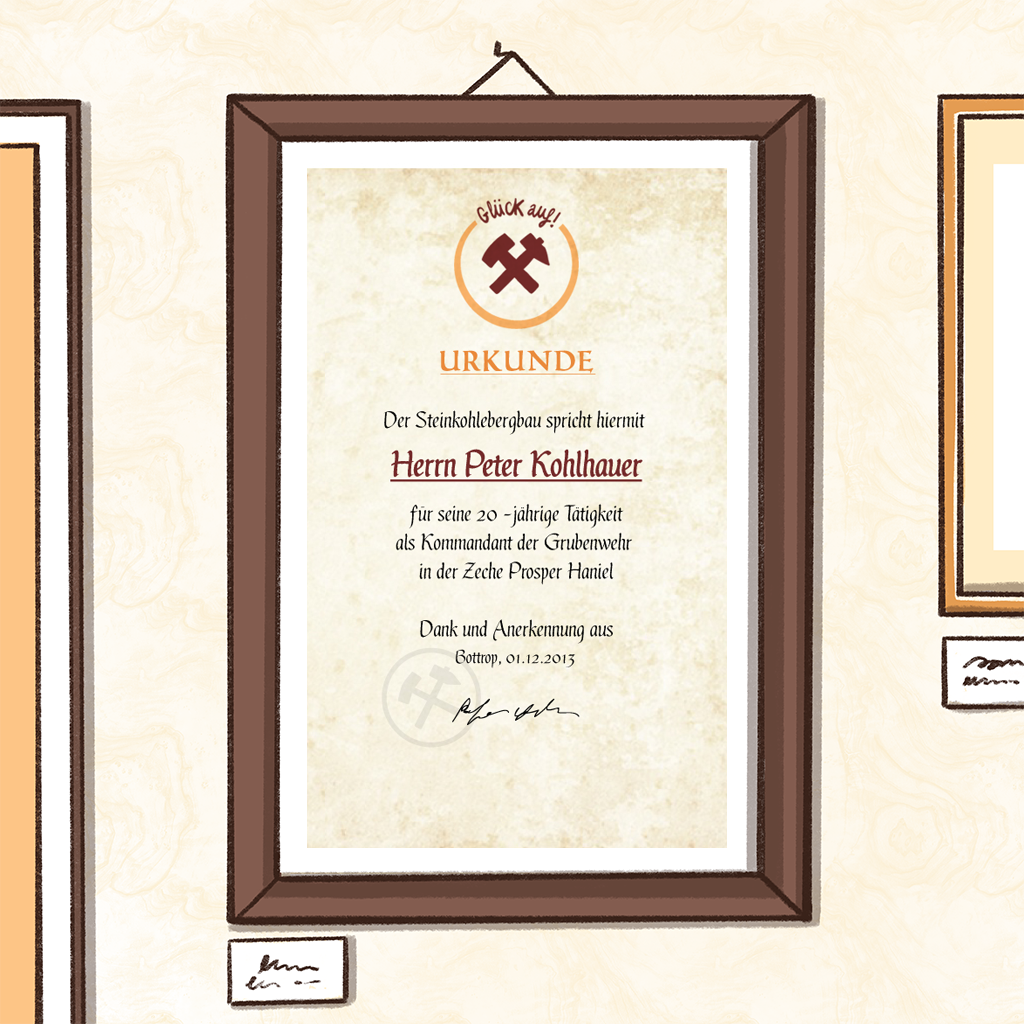 Glück auf!
URKUNDE
Der Steinkohlebergbau spricht hiermit
Herrn Peter Kohlhauer
für seine 20 -jährige Tätigkeit
als Kommandant der Grubenwehr
in der Zeche Prosper Haniel
Dank und Anerkennung aus
Bottrop, 01.12.2013